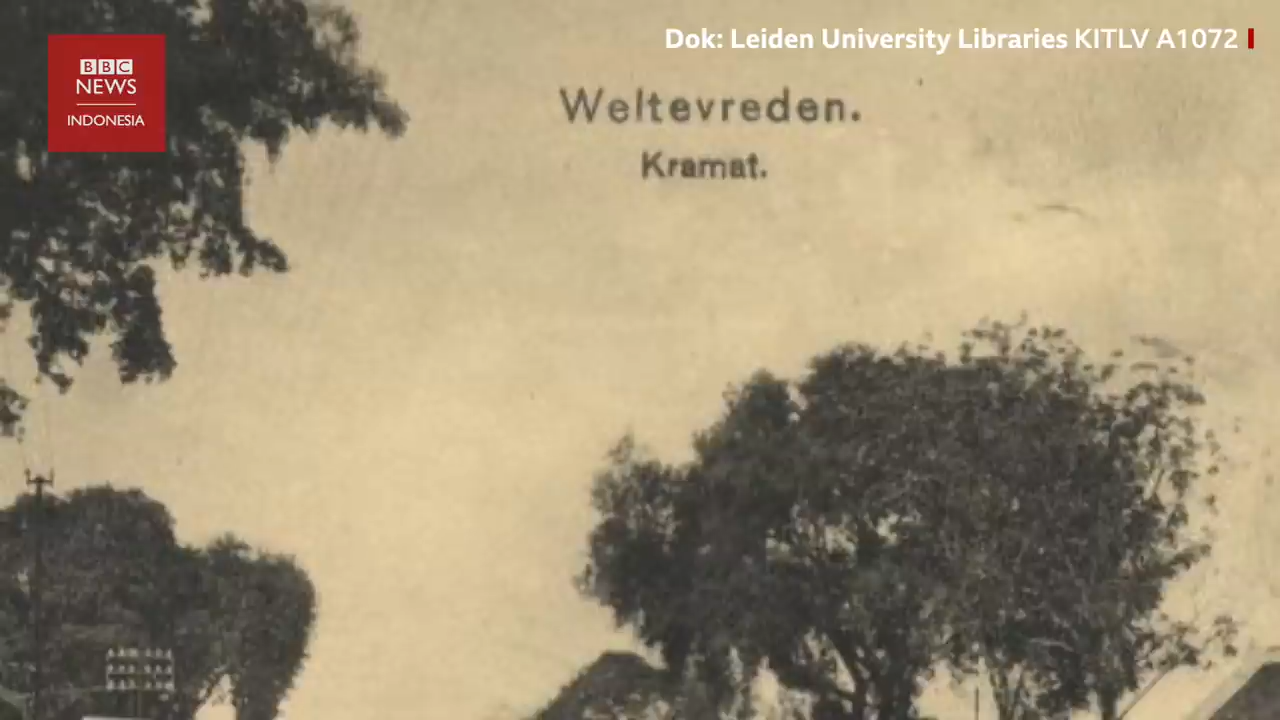 BBC
NEWS
INDONESIA
Dok: Leiden University Libraries KITLV A1072
Weltevreden.
Kramat.